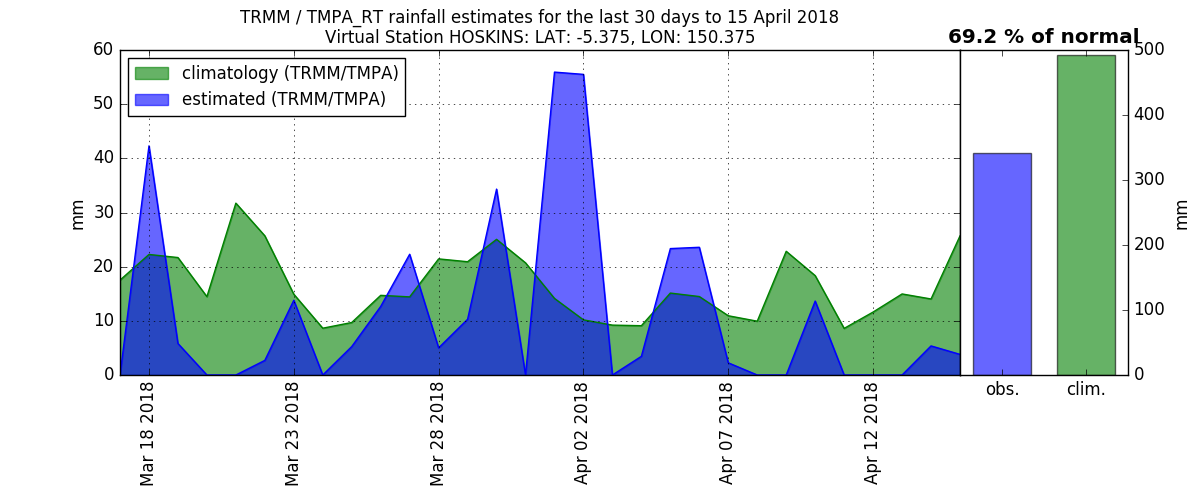 TRMM / TMPA_RT rainfall estimates for the last 30 days to 15 April 2018
Virtual Station HOSKINS: LAT: -5.375, LON: 150.375
69.2 % of normal
climatology (TRMM/TMPA)
estimated (TRMM/TMPA)
60
50
40
30
20
10
0
mm
Mar 18 2018
Mar 23 2018
Mar 28 2018
Apr 02 2018
Apr 07 2018
Apr 12 2018
500
400
300
200
100
0
mm
obs.
clim.